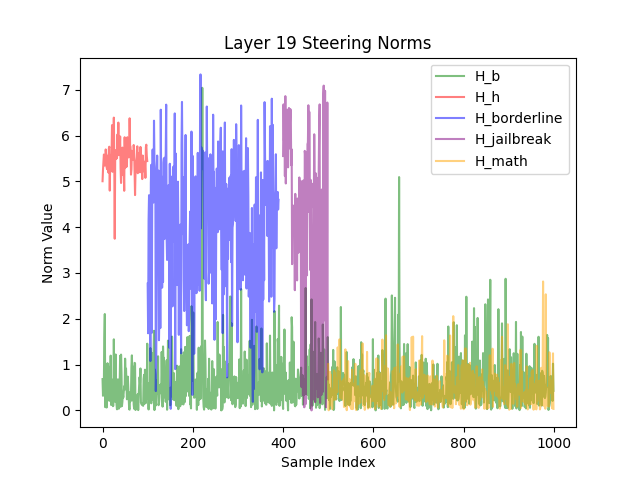 Layer 19 Steering Norms
H_b
H_h
H_borderline
H_jailbreak
H_math
Norm Value
7
6
5
4
3
2
1
0
0 200 400 600 800 1000
Sample Index